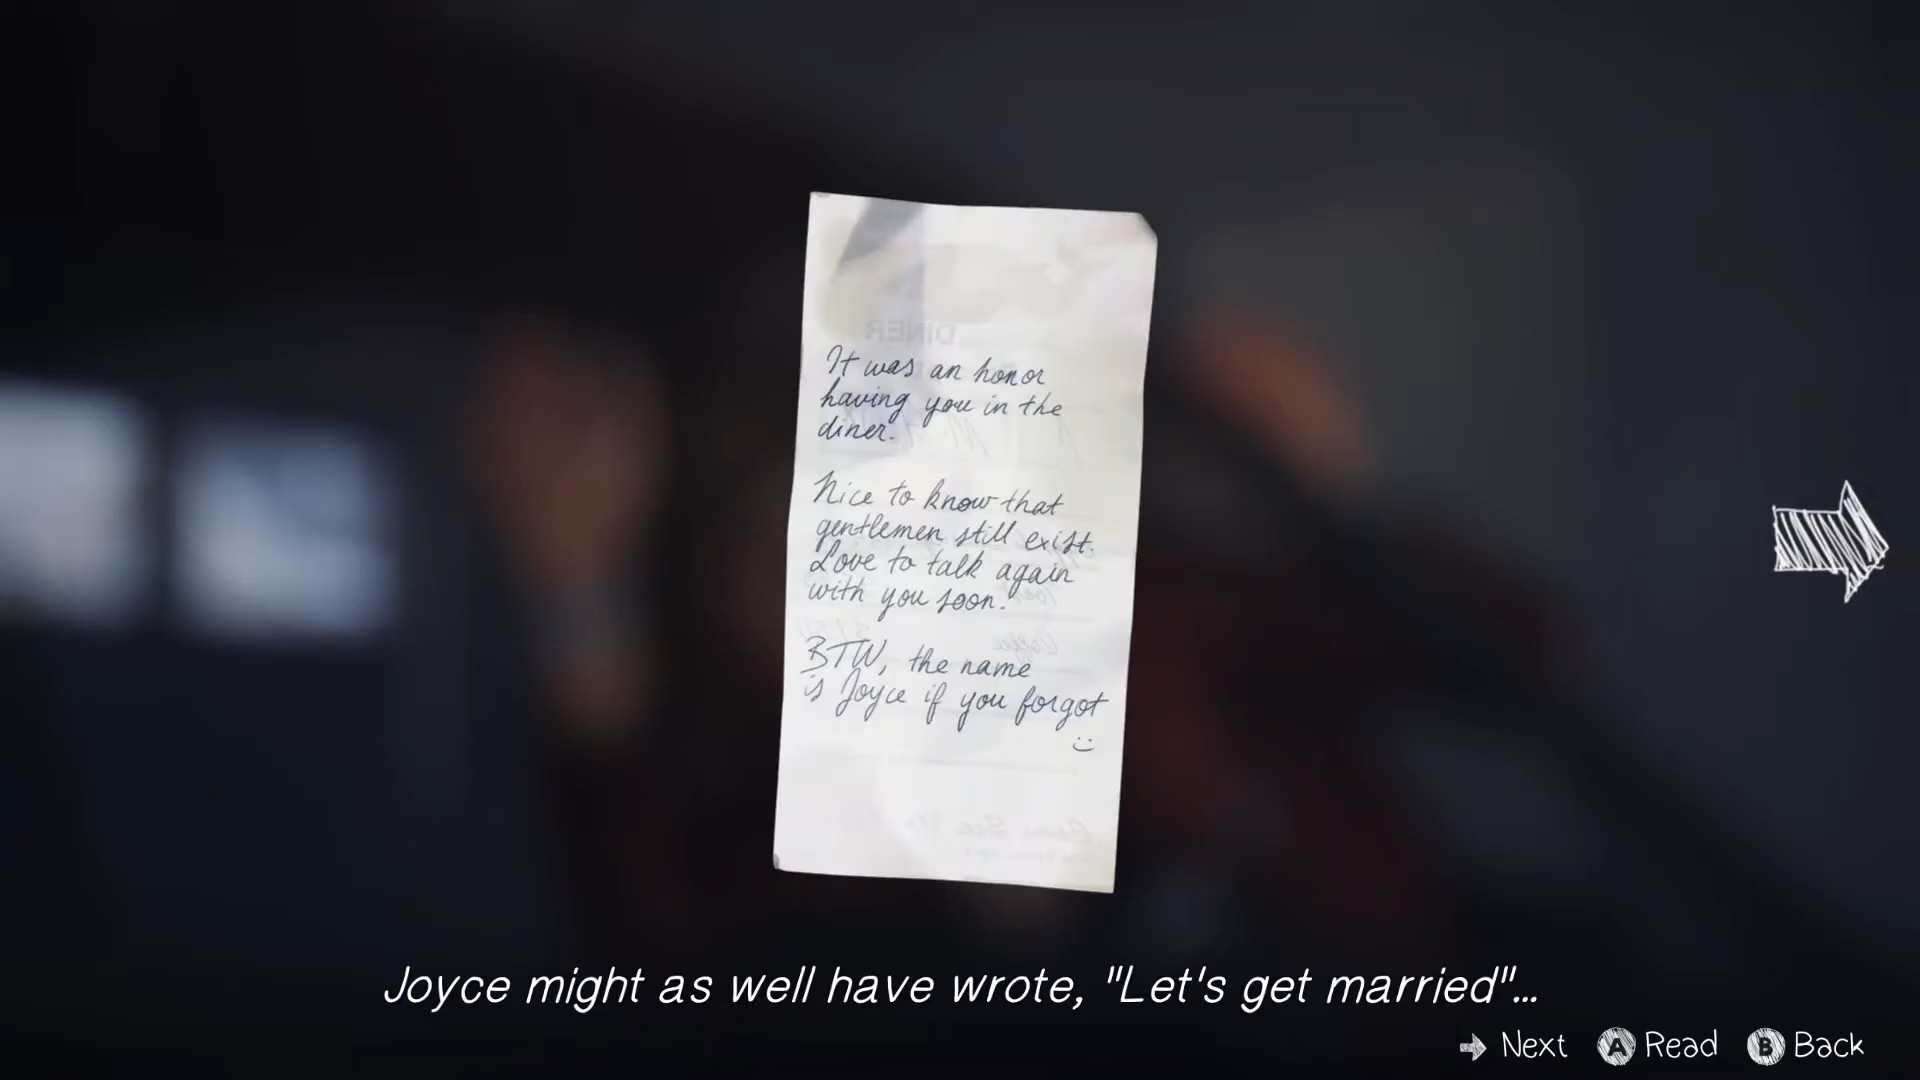 DINER
It was an honor
having you in the
diner.
Nice to know that
gentlemen still exist.
Love to talk again
with you soon.
BTW, the name
is Joyce if you forgot
Coffee
Joyce might as well have wrote, "Let's get married"...
Next A Read B Back